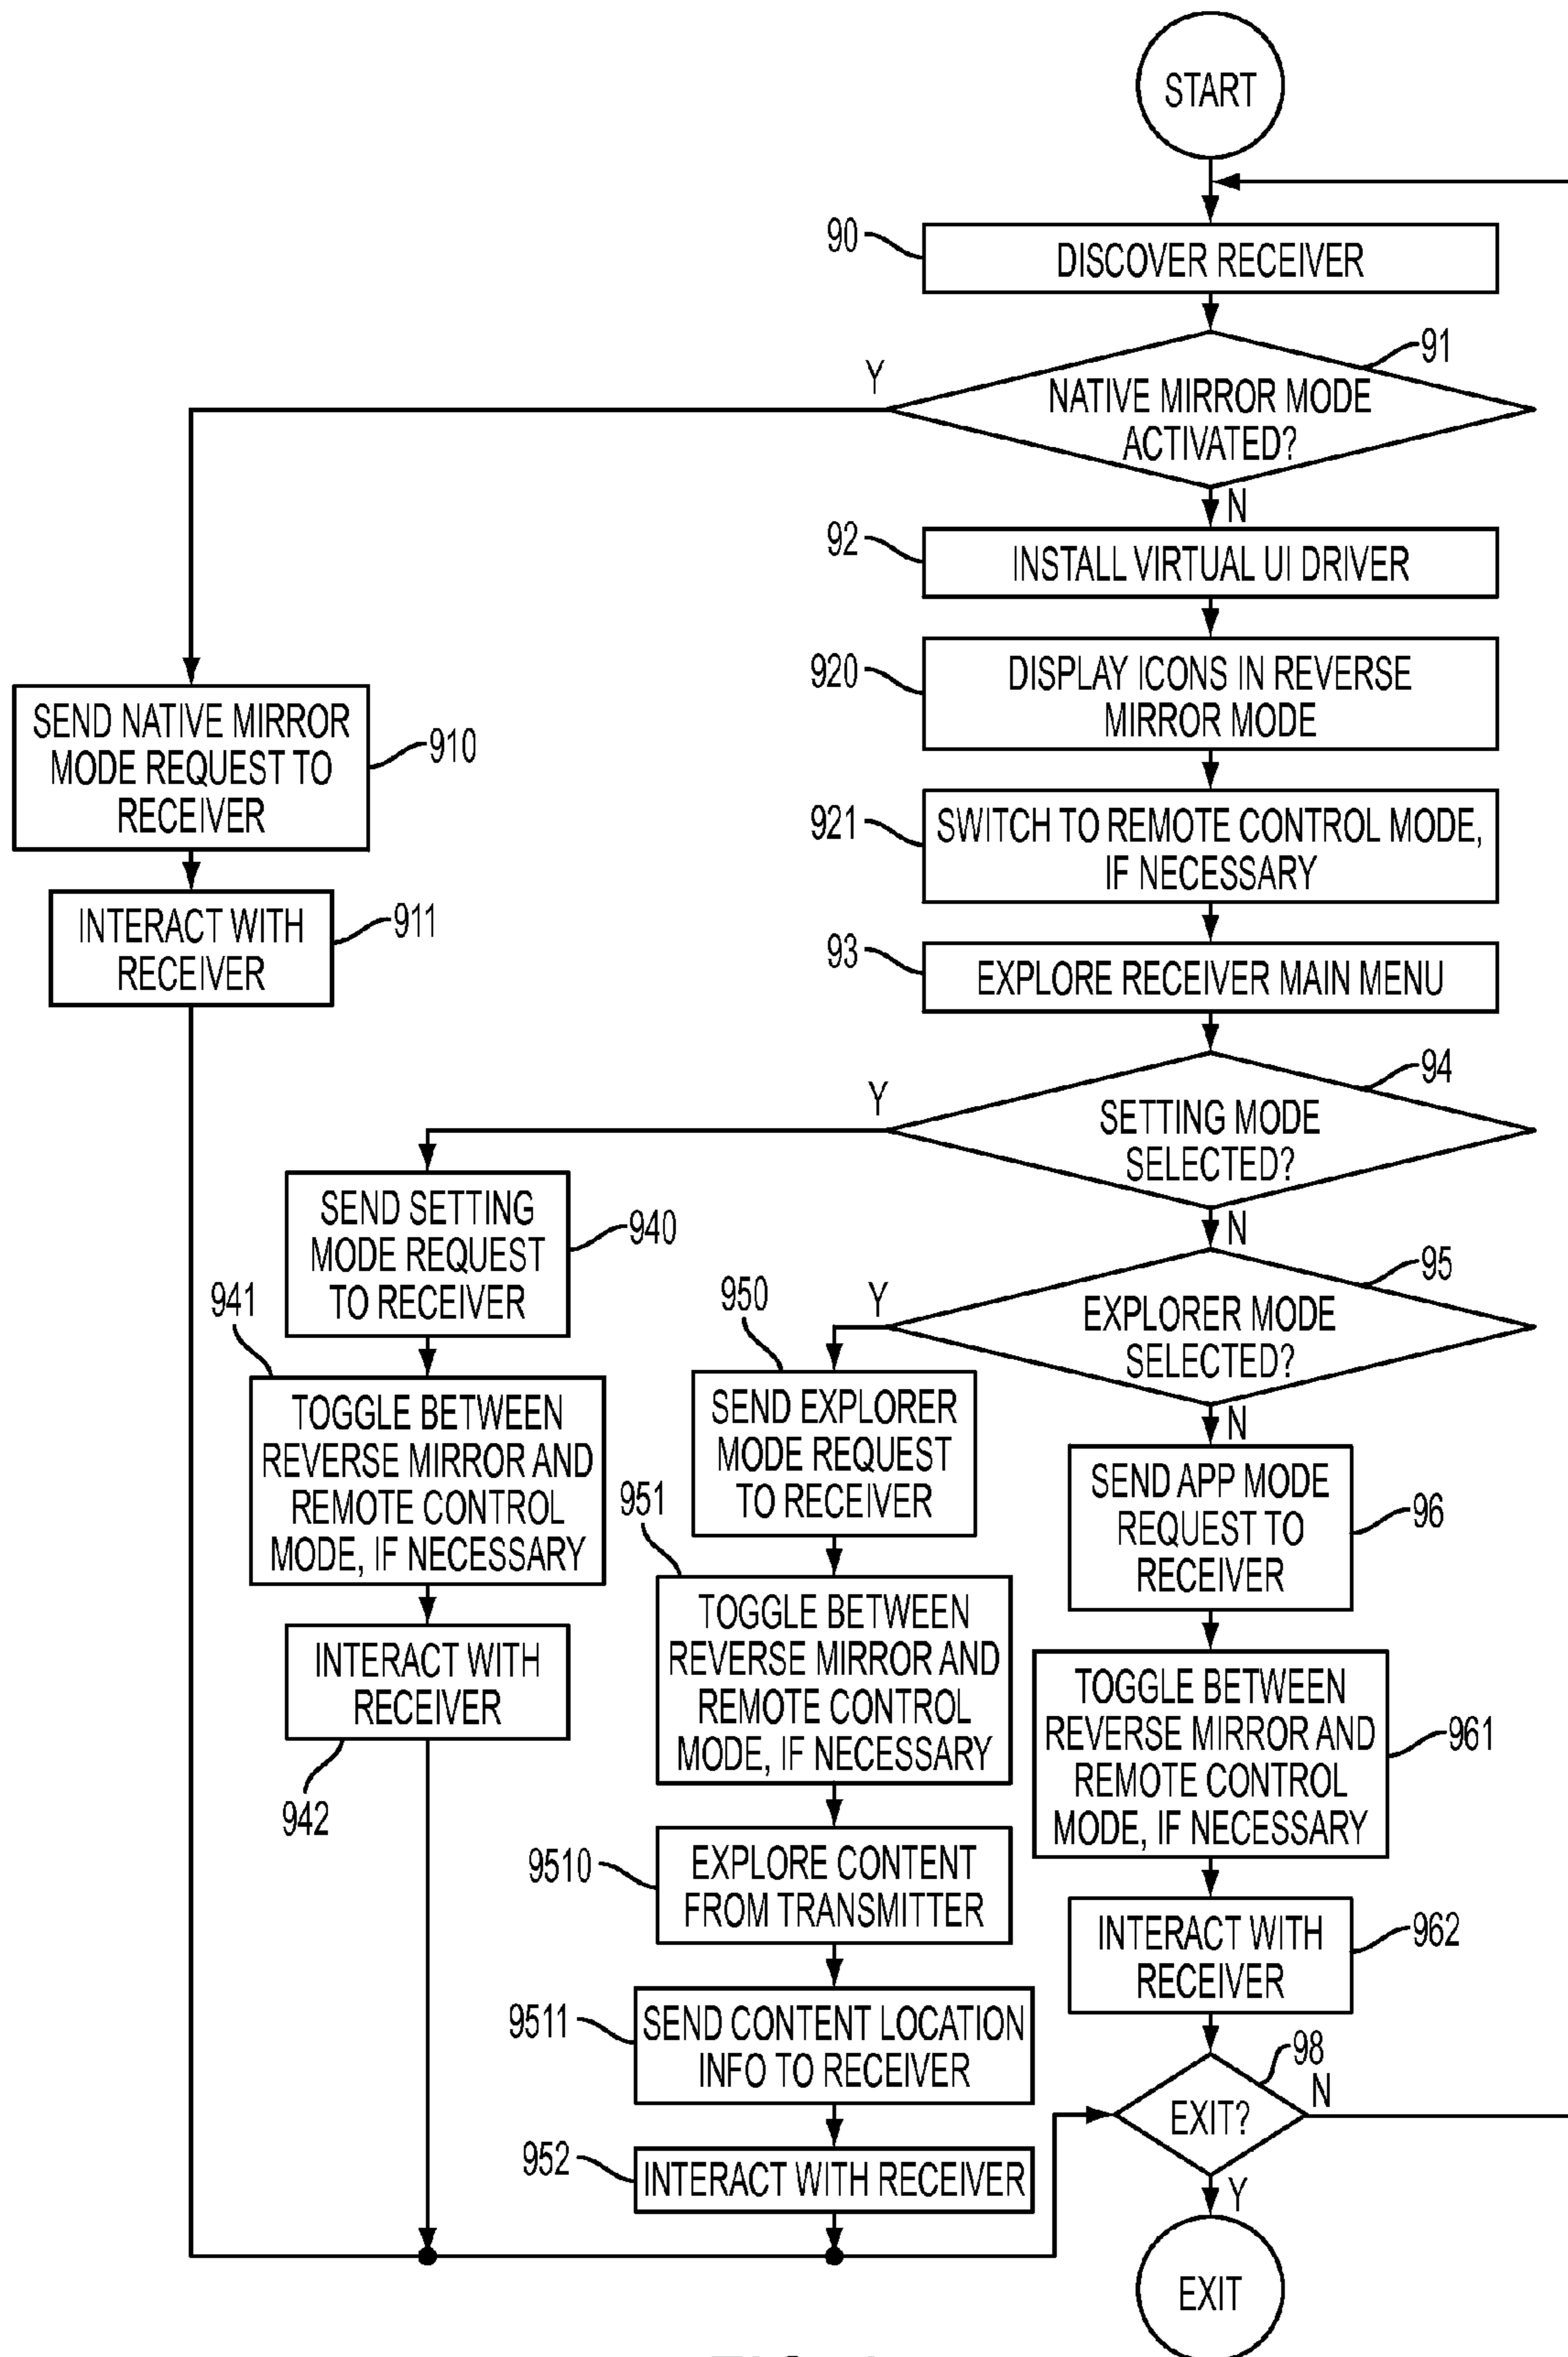 START
90
DISCOVER RECEIVER
91
Y
NATIVE MIRROR MODE
ACTIVATED?
N
92
INSTALL VIRTUAL UI DRIVER
920
DISPLAY ICONS IN REVERSE
MIRROR MODE
SEND NATIVE MIRROR
MODE REQUEST TO
RECEIVER
910
921
SWITCH TO REMOTE CONTROL MODE,
IF NECESSARY
INTERACT WITH
RECEIVER
911
93
EXPLORE RECEIVER MAIN MENU
94
Y
SETTING MODE
SELECTED?
N
SEND SETTING
MODE REQUEST
TO RECEIVER
940
95
Y
EXPLORER MODE
SELECTED?
N
941
TOGGLE BETWEEN
REVERSE MIRROR AND
REMOTE CONTROL
MODE, IF NECESSARY
950
SEND EXPLORER
MODE REQUEST
TO RECEIVER
SEND APP MODE
REQUEST TO
RECEIVER
96
951
TOGGLE BETWEEN
REVERSE MIRROR AND
REMOTE CONTROL
MODE, IF NECESSARY
INTERACT WITH
RECEIVER
942
TOGGLE BETWEEN
REVERSE MIRROR AND
REMOTE CONTROL
MODE, IF NECESSARY
961
9510
EXPLORE CONTENT
FROM TRANSMITTER
INTERACT WITH
RECEIVER
962
9511
SEND CONTENT LOCATION
INFO TO RECEIVER
98
EXIT?
N
952
INTERACT WITH RECEIVER
Y
EXIT